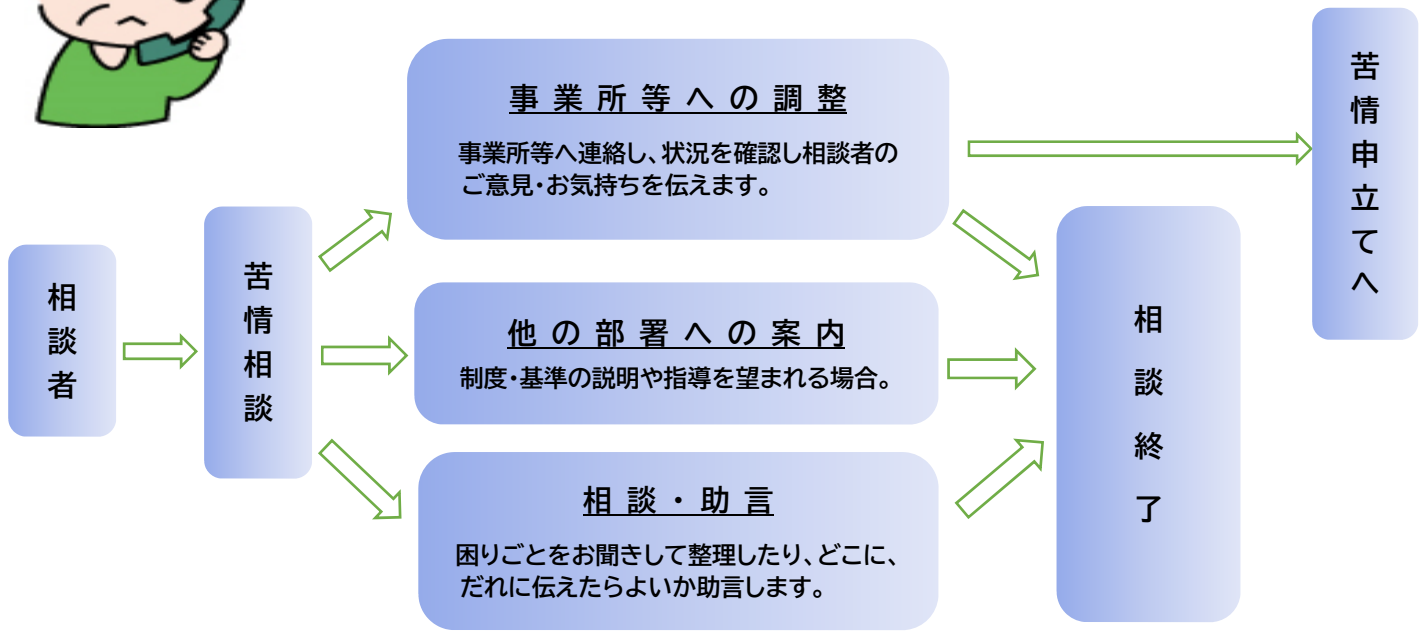 相談者
苦情相談
事業所等への調整
事業所等へ連絡し、状況を確認し相談者の
ご意見・お気持ちを伝えます。
他の部署への案内
制度・基準の説明や指導を望まれる場合。
相談・助言
困りごとをお聞きして整理したり、どこに、
だれに伝えたらよいか助言します。
相談終了
苦情申立てへ